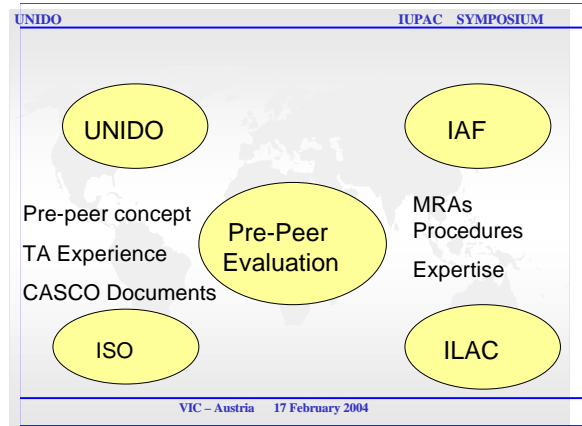 UNIDO IUPAC SYMPOSIUM
UNIDO
IAF
Pre-peer concept
TA Experience
CASCO Documents
Pre-Peer
Evaluation
MRAs
Procedures
Expertise
ISO
ILAC
VIC – Austria 17 February 2004